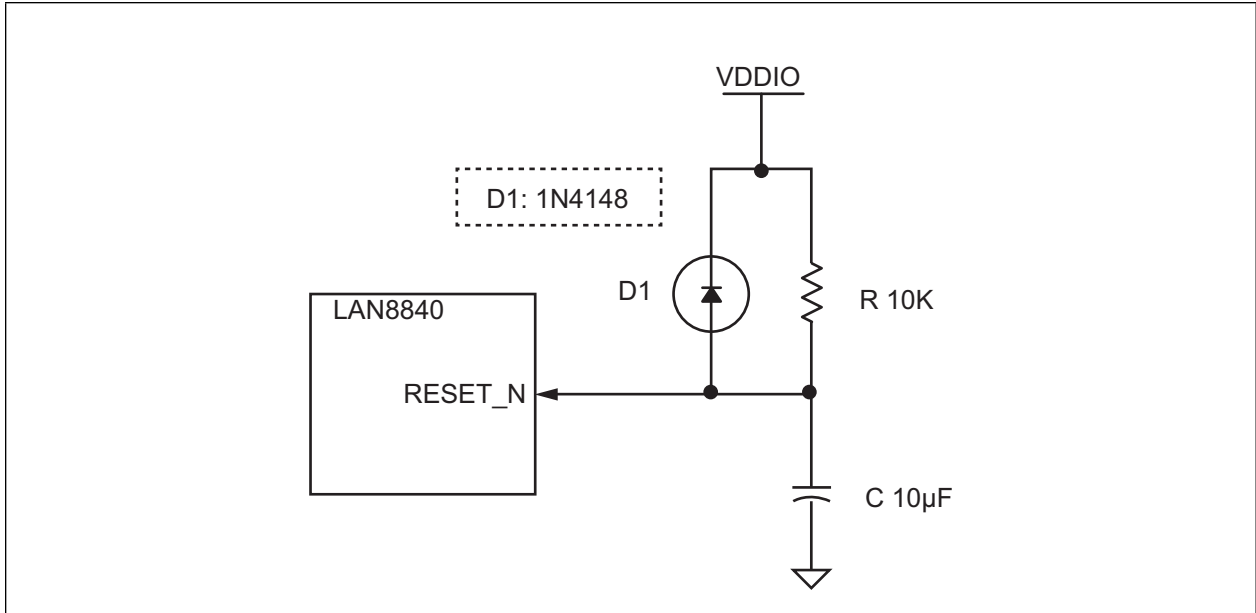 VDDIO
D1: 1N4148
D1
R 10K
LAN8840
RESET_N
C 10µF